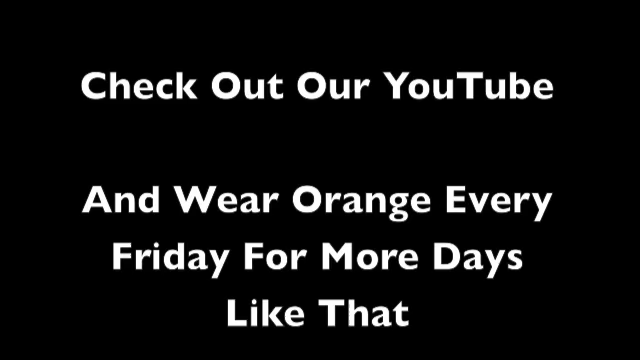 Check Out Our YouTube
And Wear Orange Every
Friday For More Days
Like That